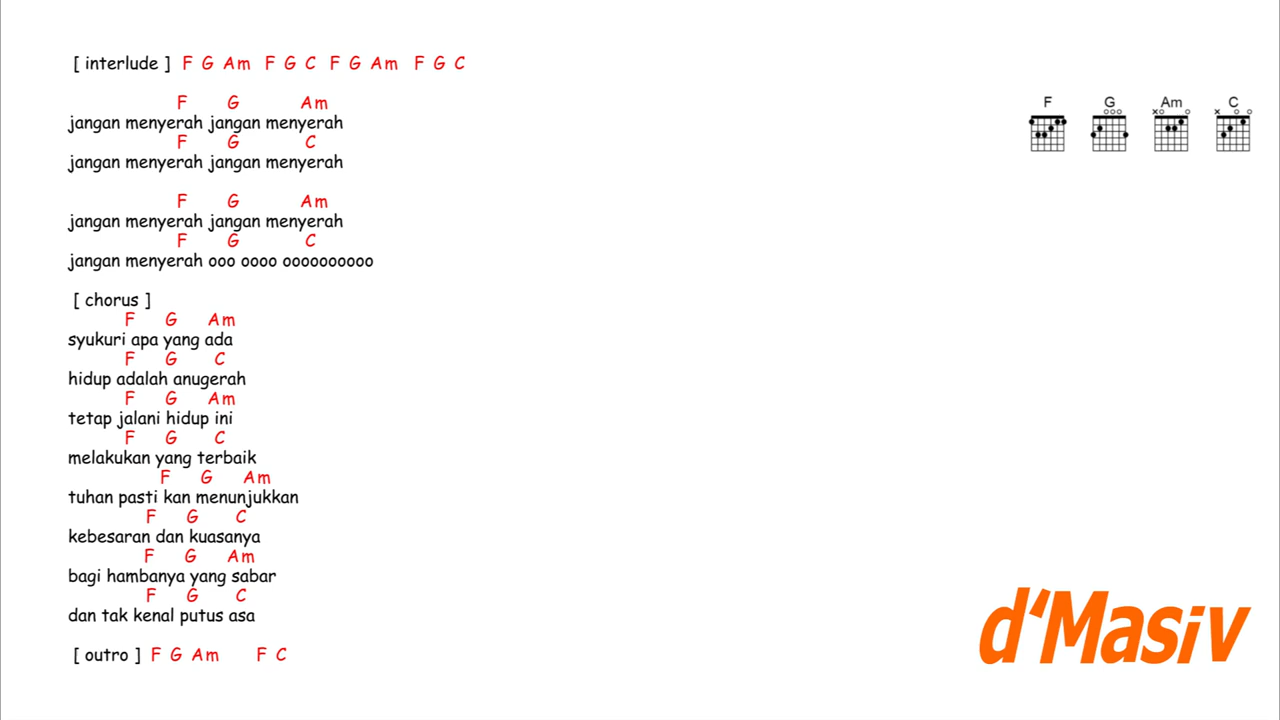 [ interlude ] F G Am F G C F G Am F G C
F G Am
jangan menyerah jangan menyerah
F G C
jangan menyerah jangan menyerah
F G Am
jangan menyerah jangan menyerah
F G C
jangan menyerah ooo oooo oooooooooo
[ chorus ]
F G Am
syukuri apa yang ada
F G C
hidup adalah anugerah
F G Am
tetap jalani hidup ini
F G C
melakukan yang terbaik
F G Am
tuhan pasti kan menunjukkan
F G C
kebesaran dan kuasanya
F G Am
bagi hambanya yang sabar
F G C
dan tak kenal putus asa
[ outro ] F G Am F C
F G Am C
d'Masiv